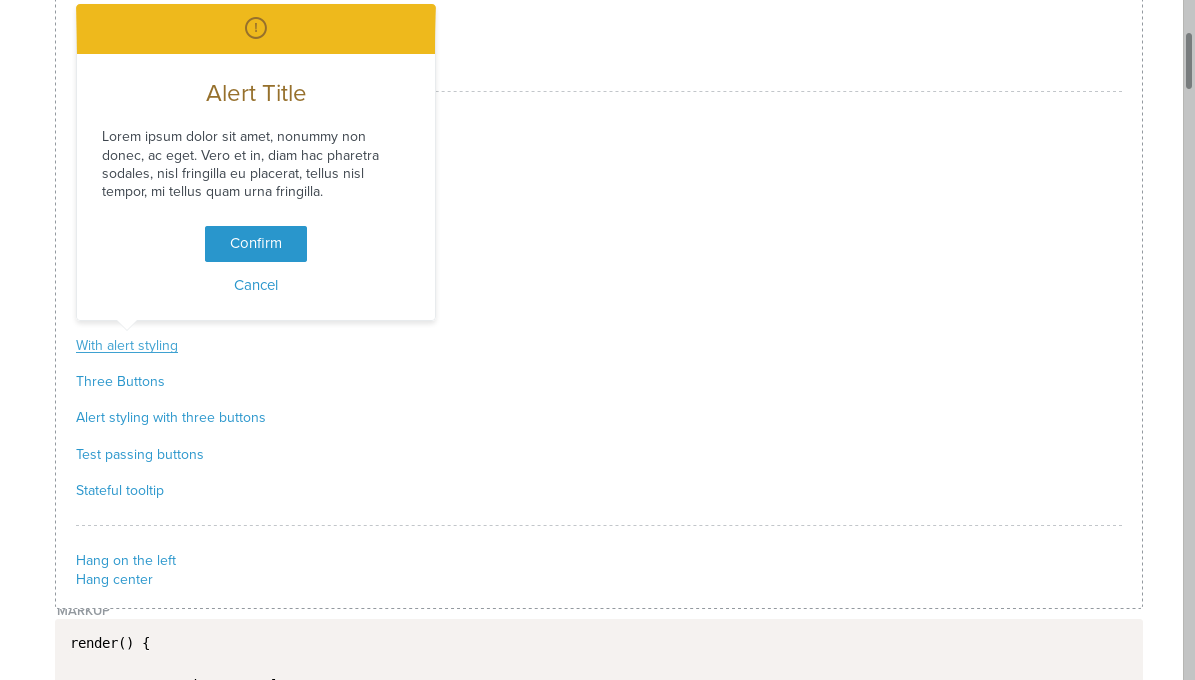 !
Alert Title
Lorem ipsum dolor sit amet, nonummy non
donec, ac eget. Vero et in, diam hac pharetra
sodales, nisl fringilla eu placerat, tellus nisl
tempor, mi tellus quam urna fringilla.
Confirm
Cancel
With alert styling
Three Buttons
Alert styling with three buttons
Test passing buttons
Stateful tooltip
Hang on the left
Hang center
MARKUP
render() {